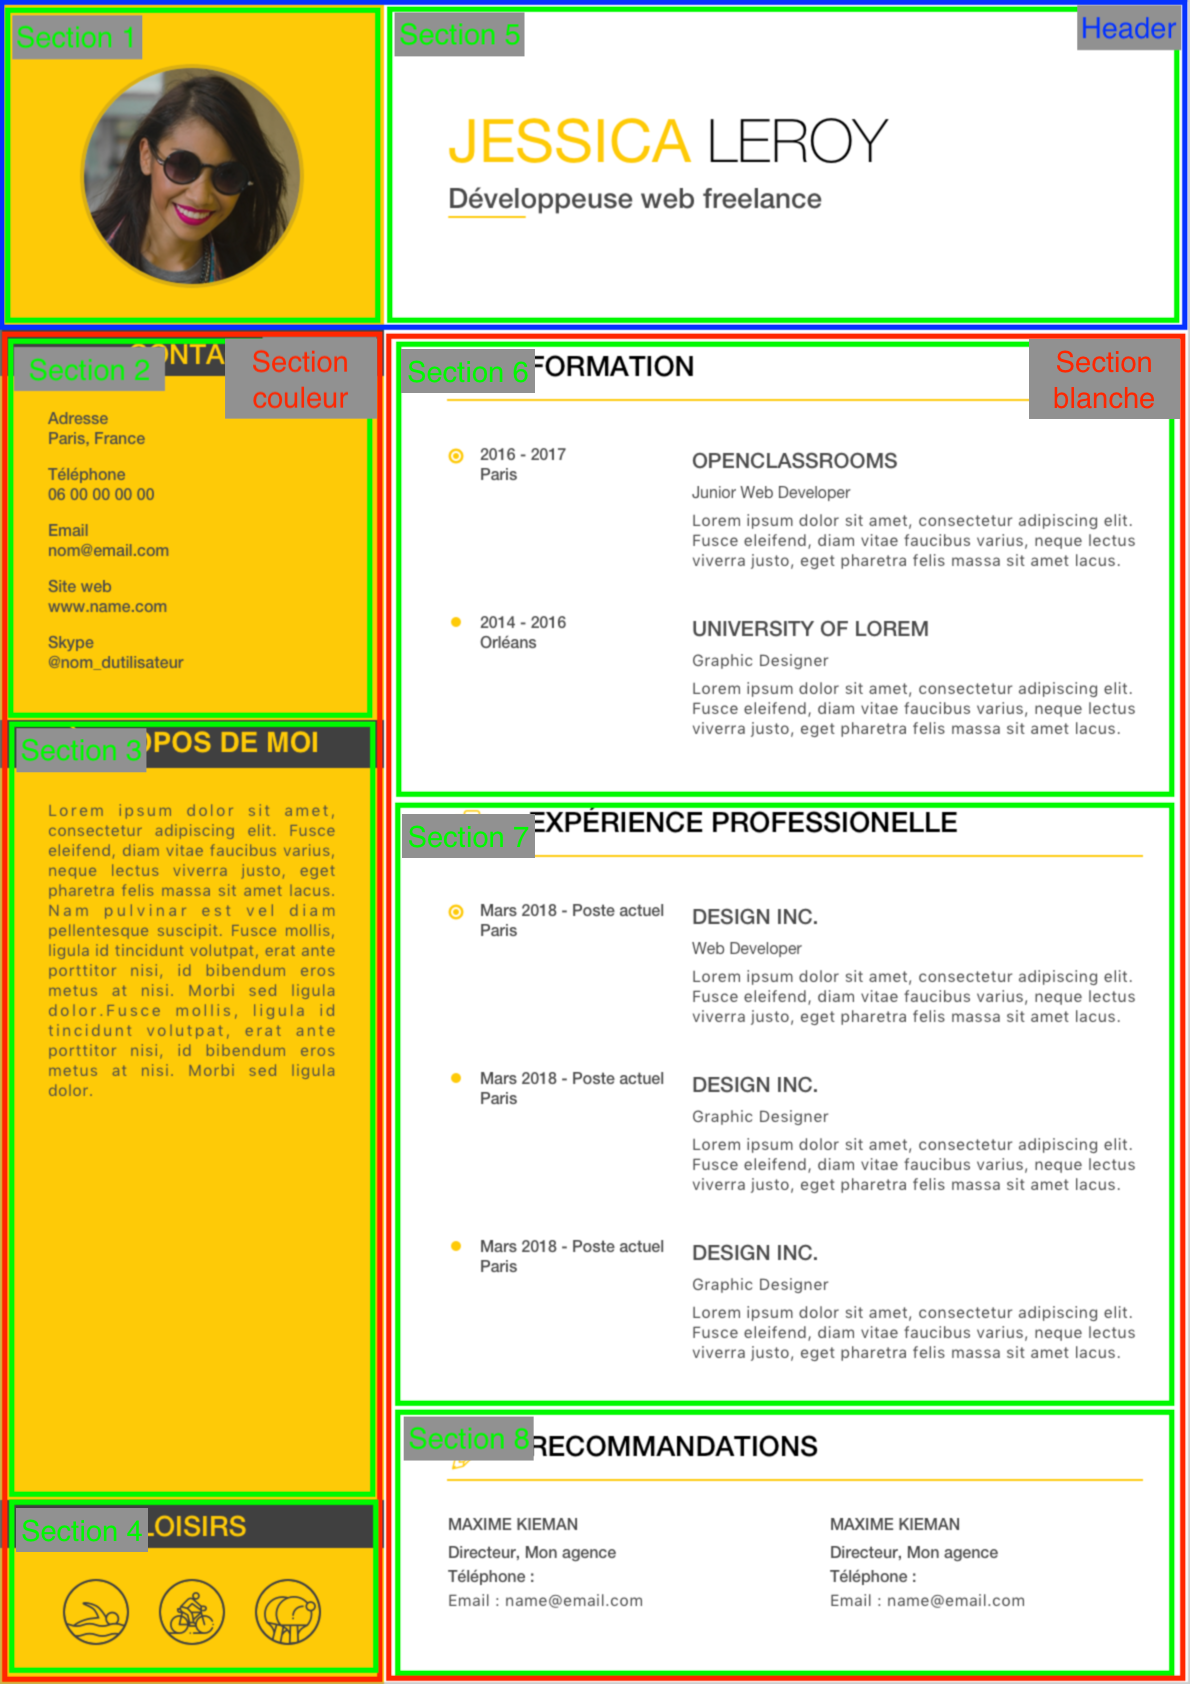 Section 1
Section 5
Header
JESSICA LEROY
Développeuse web freelance
Section 2
Section
couleur
Adresse
Paris, France
Téléphone
06 00 00 00 00
Email
nom@email.com
Site web
www.name.com
Skype
@nom_dutilisateur
Section 3
DE MOI
Lorem ipsum dolor sit amet,
consectetur adipiscing elit. Fusce
eleifend, diam vitae faucibus varius,
neque lectus viverra justo, eget
pharetra felis massa sit amet lacus.
Nam pulvinar est vel diam
pellentesque suscipit. Fusce mollis,
ligula id tincidunt volutpat, erat ante
porttitor nisi, id bibendum eros
metus at nisi. Morbi sed ligula
dolor.Fusce mollis, ligula id
tincidunt volutpat, erat ante
porttitor nisi, id bibendum eros
metus at nisi. Morbi sed ligula
dolor.
Section 4
LOISIRS
Section 6
FORMATION
Section
blanche
2016 - 2017
Paris
OPENCLASSROOMS
Junior Web Developer
Lorem ipsum dolor sit amet, consectetur adipiscing elit.
Fusce eleifend, diam vitae faucibus varius, neque lectus
viverra justo, eget pharetra felis massa sit amet lacus.
2014 - 2016
Orléans
UNIVERSITY OF LOREM
Graphic Designer
Lorem ipsum dolor sit amet, consectetur adipiscing elit.
Fusce eleifend, diam vitae faucibus varius, neque lectus
viverra justo, eget pharetra felis massa sit amet lacus.
Section 7
EXPÉRIENCE PROFESSIONELLE
Mars 2018 - Poste actuel
Paris
DESIGN INC.
Web Developer
Lorem ipsum dolor sit amet, consectetur adipiscing elit.
Fusce eleifend, diam vitae faucibus varius, neque lectus
viverra justo, eget pharetra felis massa sit amet lacus.
Mars 2018 - Poste actuel
Paris
DESIGN INC.
Graphic Designer
Lorem ipsum dolor sit amet, consectetur adipiscing elit.
Fusce eleifend, diam vitae faucibus varius, neque lectus
viverra justo, eget pharetra felis massa sit amet lacus.
Mars 2018 - Poste actuel
Paris
DESIGN INC.
Graphic Designer
Lorem ipsum dolor sit amet, consectetur adipiscing elit.
Fusce eleifend, diam vitae faucibus varius, neque lectus
viverra justo, eget pharetra felis massa sit amet lacus.
Section 8
RECOMMANDATIONS
MAXIME KIEMAN
Directeur, Mon agence
Téléphone :
Email : name@email.com
MAXIME KIEMAN
Directeur, Mon agence
Téléphone :
Email : name@email.com